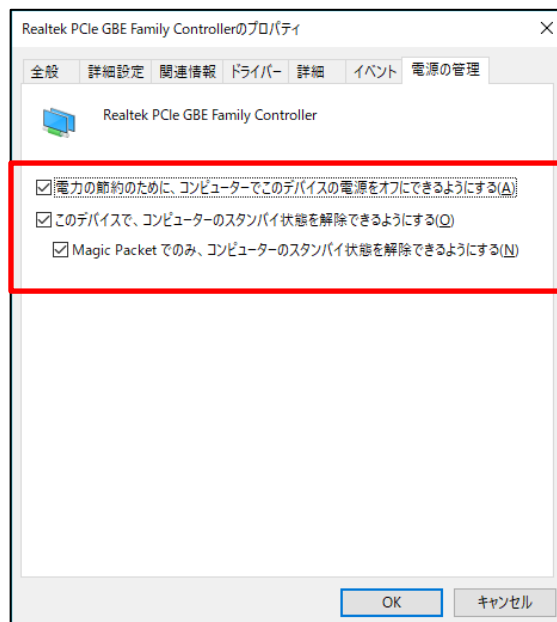 Realtek PCIe GBE Family Controllerのプロパティ
全般 詳細設定 関連情報 ドライバー 詳細 イベント 電源の管理
Realtek PCIe GBE Family Controller
電力の節約のために、コンピューターでこのデバイスの電源をオフにできるようにする(A)
このデバイスで、コンピューターのスタンバイ状態を解除できるようにする(O)
Magic Packet でのみ、コンピューターのスタンバイ状態を解除できるようにする(N)
OK キャンセル